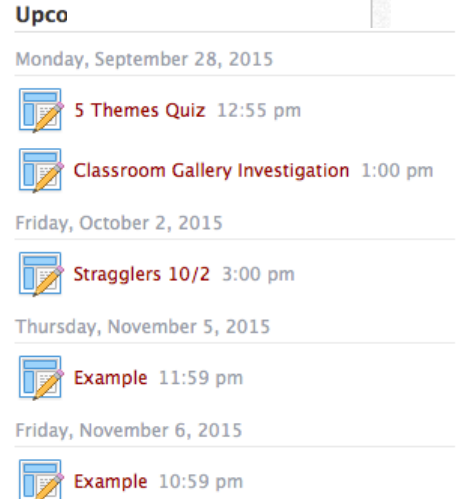 Upco
Monday, September 28, 2015
5 Themes Quiz 12:55 pm
Classroom Gallery Investigation 1:00 pm
Friday, October 2, 2015
Stragglers 10/2 3:00 pm
Thursday, November 5, 2015
Example 11:59 pm
Friday, November 6, 2015
Example 10:59 pm